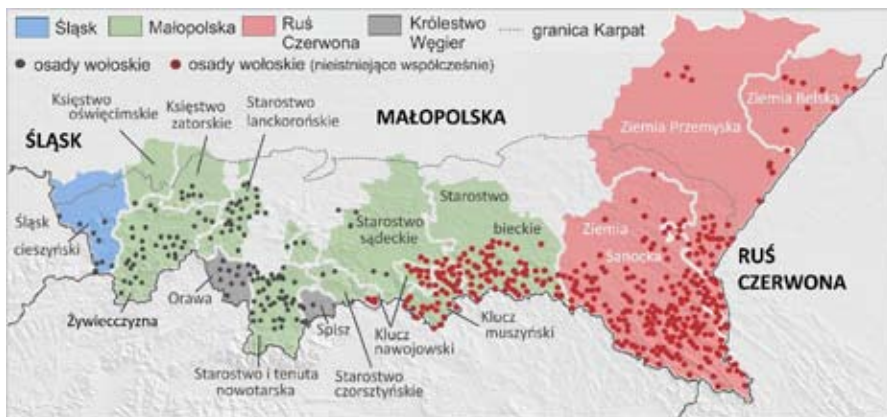 Śląsk
Małopolska
Ruś
Czerwona
Królestwo
Węgier
granica Karpat
osady wołoskie
osady wołoskie (nieistniejące współcześnie)
Księstwo
oświęcimskie
Księstwo
zatorskie
Starostwo
lanckorońskie
MAŁOPOLSKA
Ziemia Bełska
Ziemia Przemyska
ŚLĄSK
Śląsk
cieszyński
Starostwo
sądeckie
Starostwo
bieckie
Ziemia
Sanocka
RUŚ
CZERWONA
Orawa
Żywiecczyzna
Spisz
Klucz
nawojowski
Klucz
muszyński
Starostwo i tenuta
nowotarska
Starostwo
czorsztyńskie